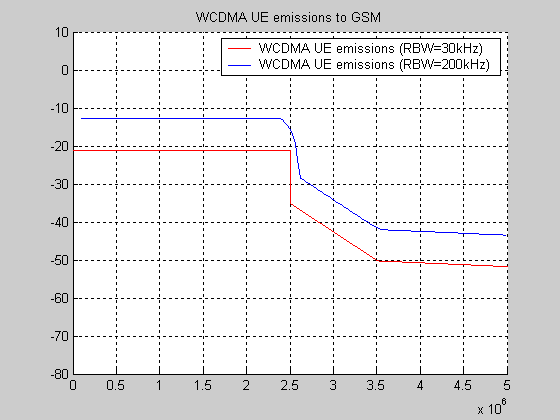 WCDMA UE emissions to GSM
WCDMA UE emissions (RBW=30kHz)
WCDMA UE emissions (RBW=200kHz)
10
0
-10
-20
-30
-40
-50
-60
-70
-80
0 0.5 1 1.5 2 2.5 3 3.5 4 4.5 5
x 10^6